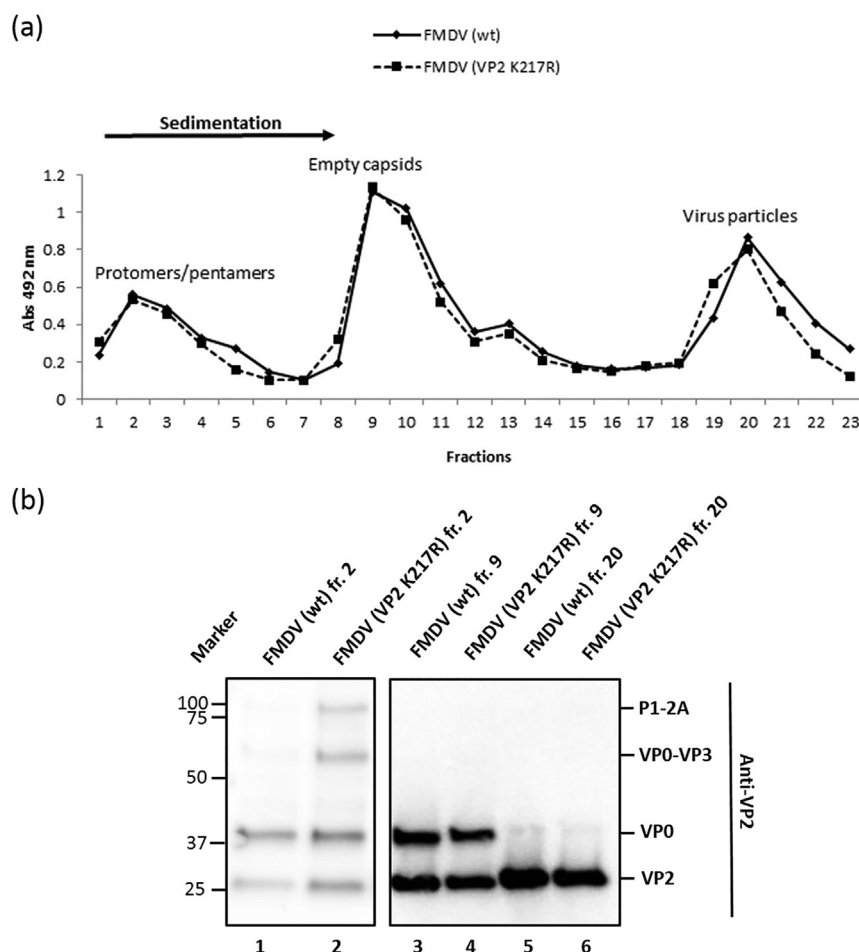 (a)
FMDV (wt)
FMDV (VP2 K217R)
Sedimentation
Empty capsids
Virus particles
Protomers/pentamers
Abs 492 nm
1.2
1
0.8
0.6
0.4
0.2
0
1 2 3 4 5 6 7 8 9 10 11 12 13 14 15 16 17 18 19 20 21 22 23
Fractions
(b)
Marker
FMDV (wt) fr. 2
FMDV (VP2 K217R) fr. 2
FMDV (wt) fr. 9
FMDV (VP2 K217R) fr. 9
FMDV (wt) fr. 20
FMDV (VP2 K217R) fr. 20
100
75
50
37
25
P1-2A
VP0-VP3
VP0
VP2
Anti-VP2
1 2 3 4 5 6